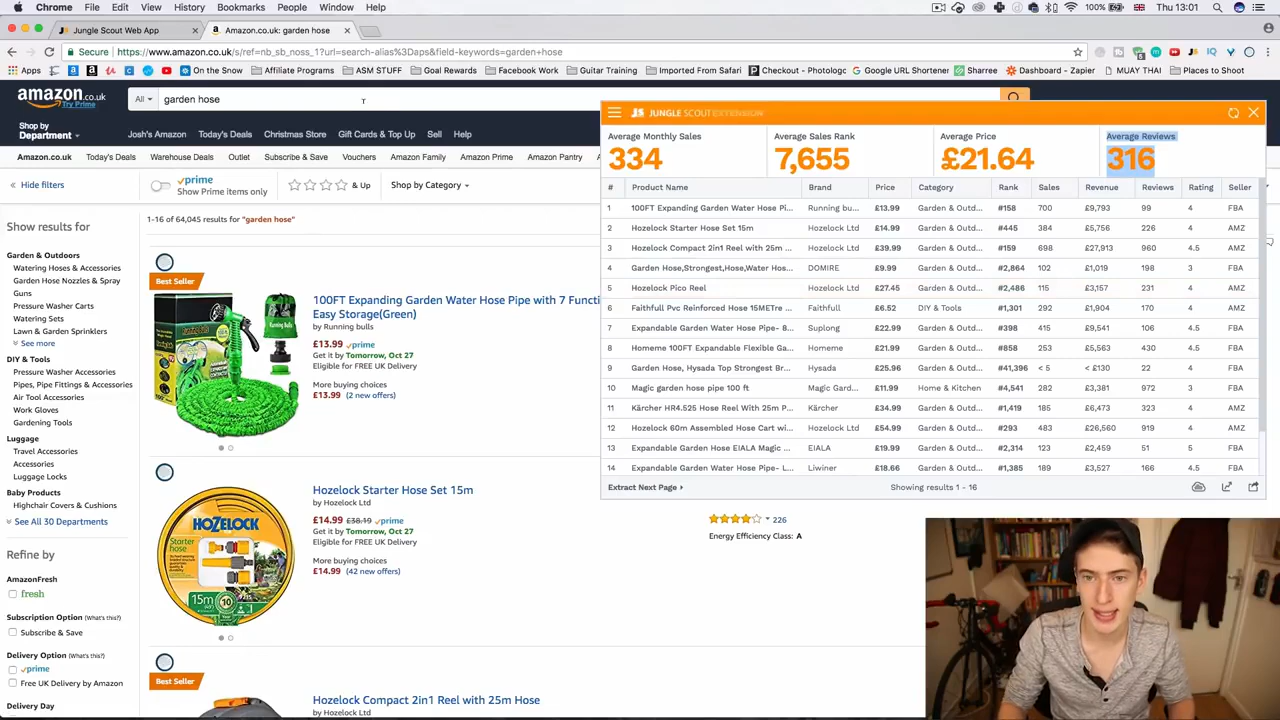 Chrome File Edit View History Bookmarks People Window Help
100% Thu 13:01
Jungle Scout Web App
Amazon.co.uk: garden hose
Secure https://www.amazon.co.uk/s/ref=nb_sb_noss_1?url=search-alias%3Daps&field-keywords=garden+hose
Apps On the Snow Affiliate Programs ASM STUFF Goal Rewards Facebook Work Guitar Training Imported From Safari Checkout - Photologo Google URL Shortener Sharree Dashboard - Zapier MUAY THAI Places to Shoot
amazon.co.uk
Try Prime
All garden hose
Shop by
Department
Josh's Amazon Today's Deals Christmas Store Gift Cards & Top Up Sell Help
Amazon.co.uk Today's Deals Warehouse Deals Outlet Subscribe & Save Vouchers Amazon Family Amazon Prime Amazon Pantry
Hide filters
prime
Show Prime items only
& Up
Shop by Category
1-16 of 64,045 results for "garden hose"
Show results for
Garden & Outdoors
Watering Hoses & Accessories
Garden Hose Nozzles & Spray
Guns
Pressure Washer Carts
Watering Sets
Lawn & Garden Sprinklers
See more
DIY & Tools
Pressure Washer Accessories
Pipes, Pipe Fittings & Accessories
Air Tool Accessories
Work Gloves
Gardening Tools
Luggage
Travel Accessories
Accessories
Luggage Locks
Baby Products
Highchair Covers & Cushions
See All 30 Departments
Refine by
AmazonFresh
fresh
Subscription Option (What's this?)
Subscribe & Save
Delivery Option (What's this?)
prime
Free UK Delivery by Amazon
Delivery Day
Best Seller
100FT Expanding Garden Water Hose Pipe with 7 Functi
Easy Storage(Green)
by Running bulls
£13.99 prime
Get it by Tomorrow, Oct 27
Eligible for FREE UK Delivery
More buying choices
£13.99 (2 new offers)
Hozelock Starter Hose Set 15m
by Hozelock Ltd
£14.99 £38.19 prime
Get it by Tomorrow, Oct 27
Eligible for FREE UK Delivery
More buying choices
£14.99 (42 new offers)
226
Energy Efficiency Class: A
HOZELOCK
Starter
hose
15m
Best Seller
Hozelock Compact 2in1 Reel with 25m Hose
by Hozelock Ltd
JS JUNGLE SCOUT EXTENSION
Average Monthly Sales
334
Average Sales Rank
7,655
Average Price
£21.64
Average Reviews
316
# Product Name Brand Price Category Rank Sales Revenue Reviews Rating Seller
1 100FT Expanding Garden Water Hose Pi... Running bu... £13.99 Garden & Outd... #158 700 £9,793 99 4 FBA
2 Hozelock Starter Hose Set 15m Hozelock Ltd £14.99 Garden & Outd... #445 384 £5,756 226 4 AMZ
3 Hozelock Compact 2in1 Reel with 25m ... Hozelock Ltd £39.99 Garden & Outd... #159 698 £27,913 960 4.5 AMZ
4 Garden Hose,Strongest,Hose,Water Hos... DOMIRE £9.99 Garden & Outd... #2,864 102 £1,019 198 3 FBA
5 Hozelock Pico Reel Hozelock Ltd £27.45 Garden & Outd... #2,486 115 £3,157 231 4 AMZ
6 Faithfull Pvc Reinforced Hose 15METre ... Faithfull £6.52 DIY & Tools #1,301 292 £1,904 170 4 AMZ
7 Expandable Garden Water Hose Pipe- 8... Suplong £22.99 Garden & Outd... #398 415 £9,541 106 4.5 FBA
8 Homeme 100FT Expandable Flexible Ga... Homeme £21.99 Garden & Outd... #858 253 £5,563 430 4.5 FBA
9 Garden Hose, Hysada Top Strongest Br... Hysada £25.96 Garden & Outd... #41,396 < 5 < £130 22 4 FBA
10 Magic garden hose pipe 100 ft Magic Gard... £11.99 Home & Kitchen #4,541 282 £3,381 972 3 FBA
11 Kärcher HR4.525 Hose Reel With 25m P... Kärcher £34.99 Garden & Outd... #1,419 185 £6,473 323 4 AMZ
12 Hozelock 60m Assembled Hose Cart wi... Hozelock Ltd £54.99 Garden & Outd... #293 483 £26,560 919 4 AMZ
13 Expandable Garden Hose EIALA Magic ... EIALA £19.99 Garden & Outd... #2,314 123 £2,459 51 5 FBA
14 Expandable Garden Water Hose Pipe- L... Liwiner £18.66 Garden & Outd... #1,385 189 £3,527 166 4.5 FBA
Extract Next Page
Showing results 1 - 16